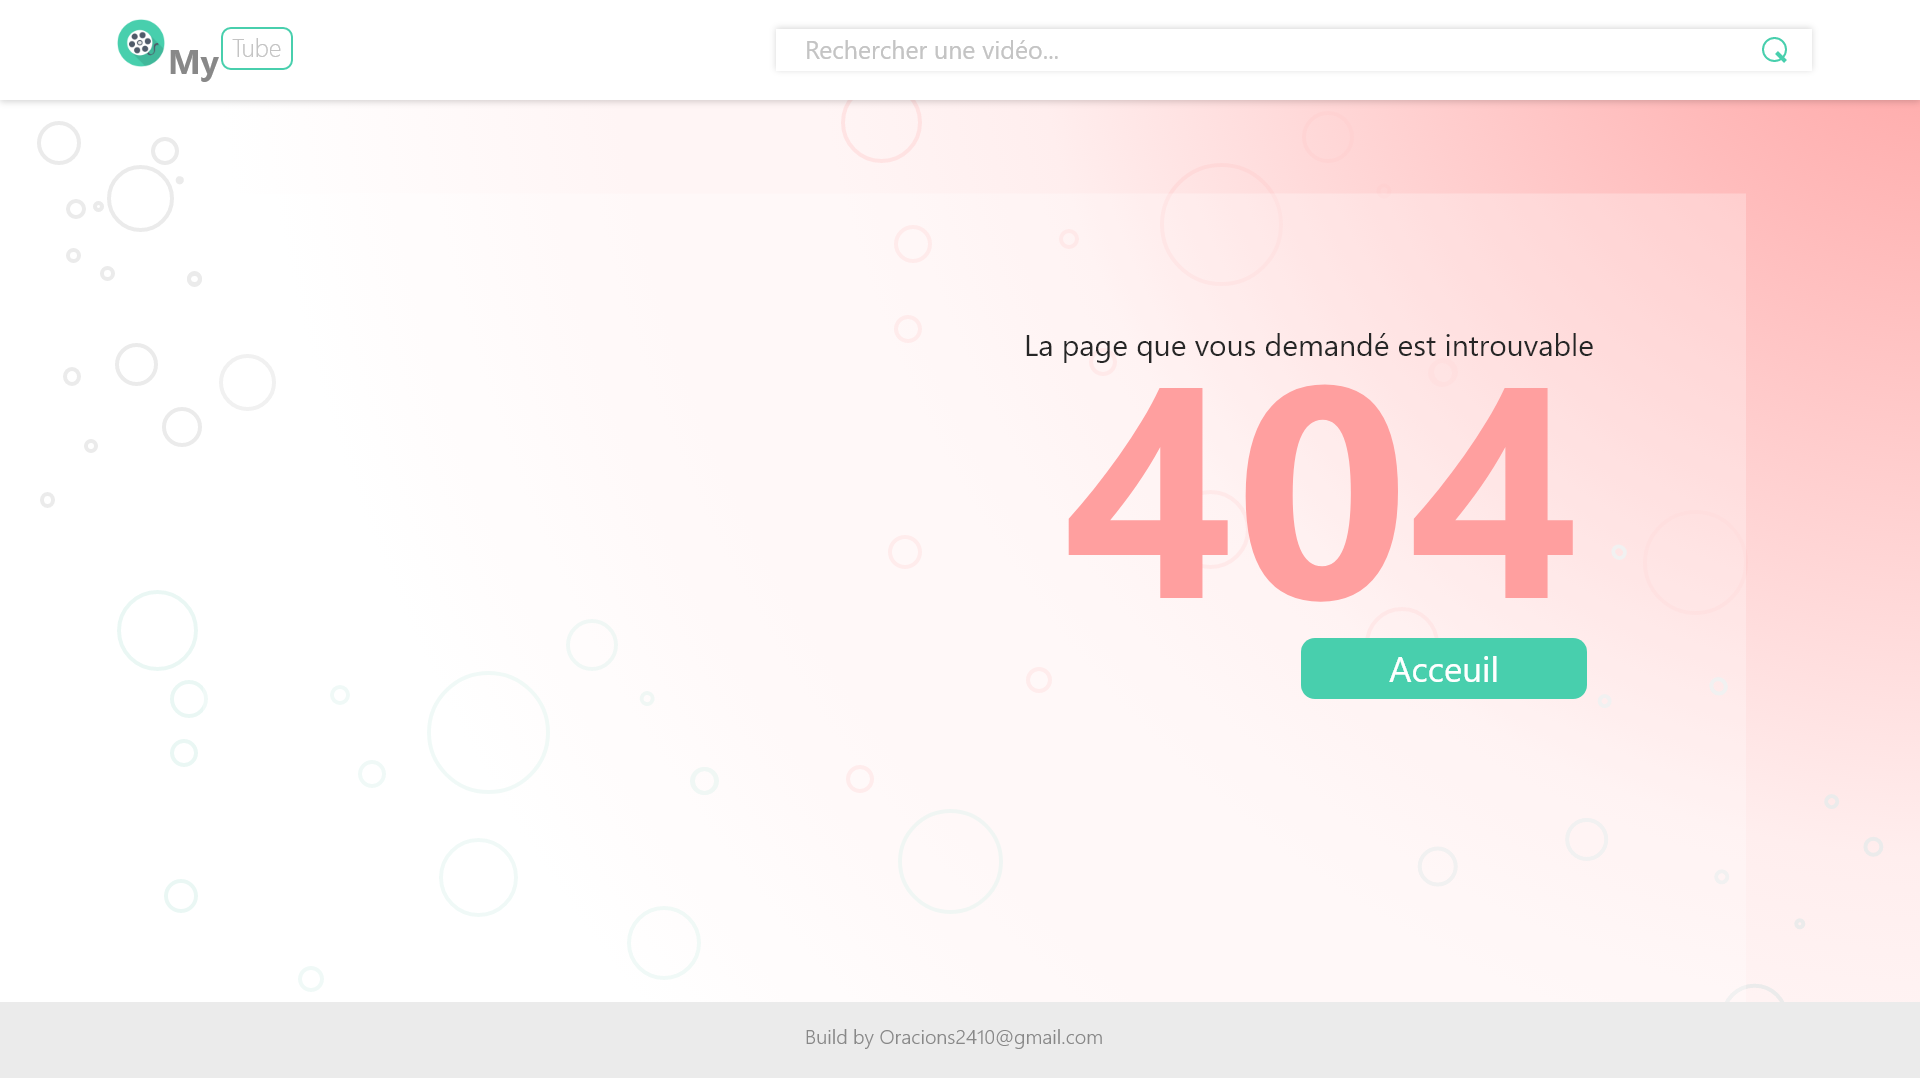 My Tube
Rechercher une vidéo...
La page que vous demandé est introuvable
404
Acceuil
Build by Oracions2410@gmail.com